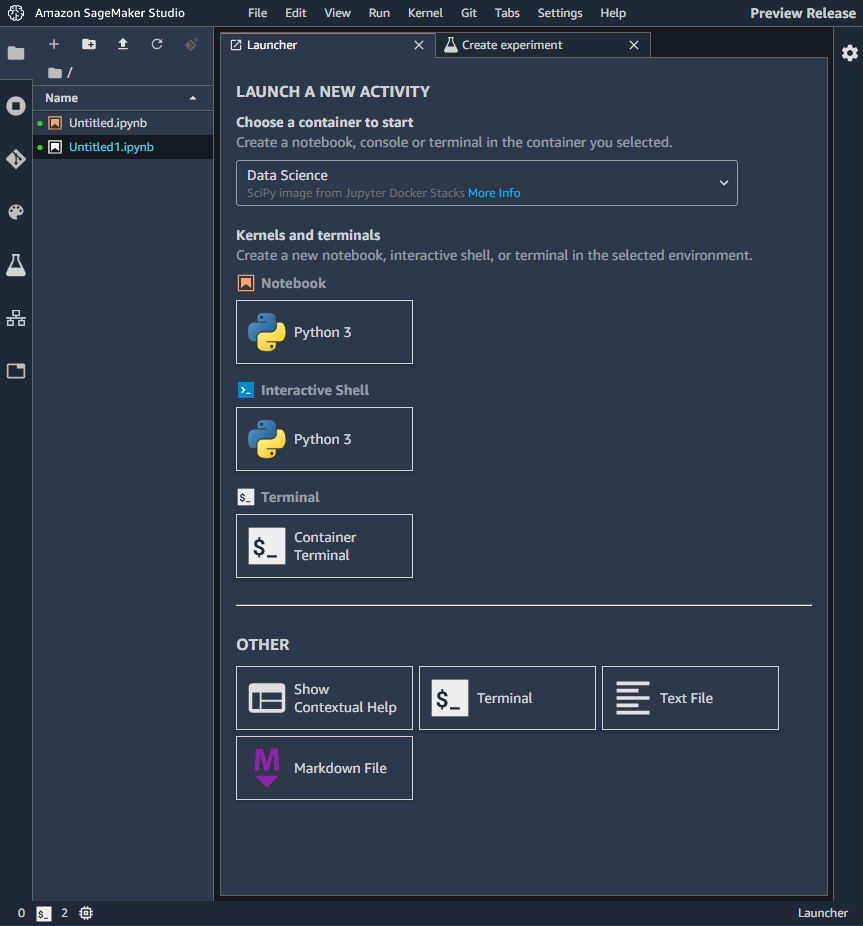 Amazon SageMaker Studio File Edit View Run Kernel Git Tabs Settings Help Preview Release
Launcher Create experiment
/
Name
Untitled.ipynb
Untitled1.ipynb
LAUNCH A NEW ACTIVITY
Choose a container to start
Create a notebook, console or terminal in the container you selected.
Data Science
SciPy image from Jupyter Docker Stacks More Info
Kernels and terminals
Create a new notebook, interactive shell, or terminal in the selected environment.
Notebook
Python 3
Interactive Shell
Python 3
$_ Terminal
$_ Container
Terminal
OTHER
Show
Contextual Help
$_ Terminal
Text File
M Markdown File
0 $_ 2 Launcher